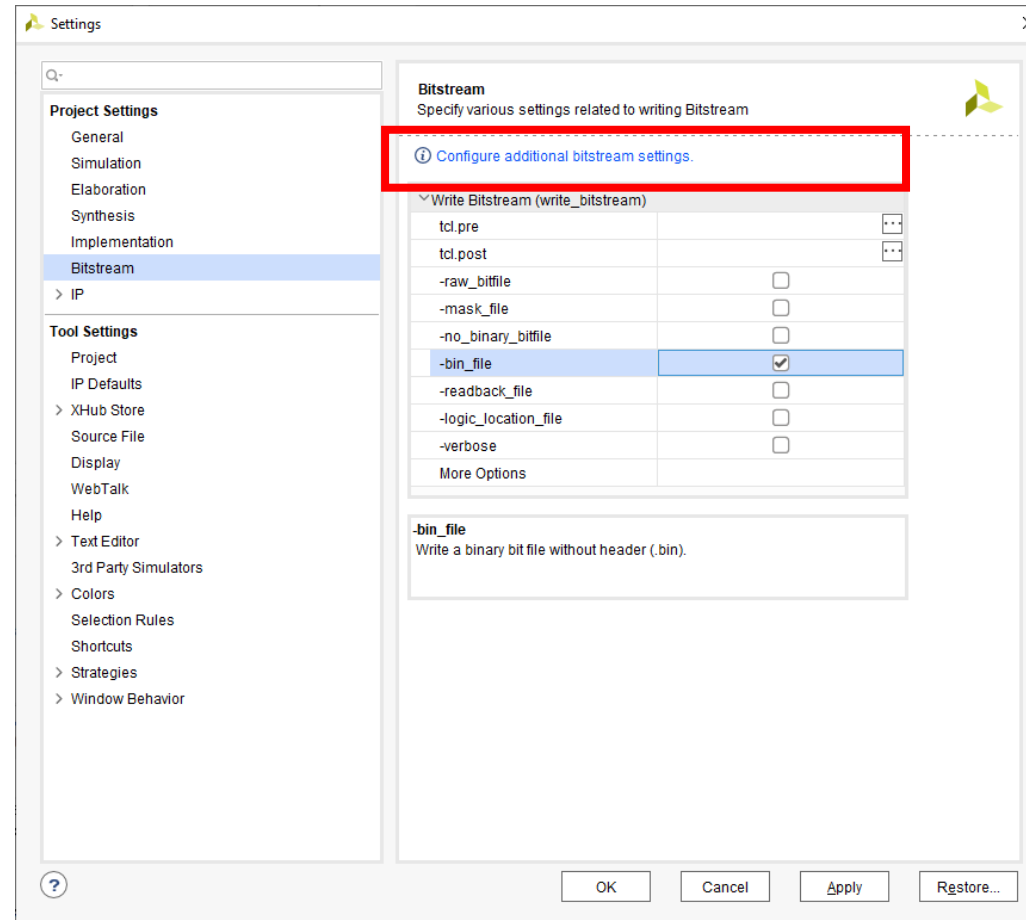 Settings
Q-
Project Settings
General
Simulation
Elaboration
Synthesis
Implementation
Bitstream
> IP
Tool Settings
Project
IP Defaults
> XHub Store
Source File
Display
WebTalk
Help
> Text Editor
3rd Party Simulators
> Colors
Selection Rules
Shortcuts
> Strategies
> Window Behavior
Bitstream
Specify various settings related to writing Bitstream
Configure additional bitstream settings.
Write Bitstream (write_bitstream)
tcl.pre ...
tcl.post ...
-raw_bitfile
-mask_file
-no_binary_bitfile
-bin_file
-readback_file
-logic_location_file
-verbose
More Options
-bin_file
Write a binary bit file without header (.bin).
? OK Cancel Apply Restore...